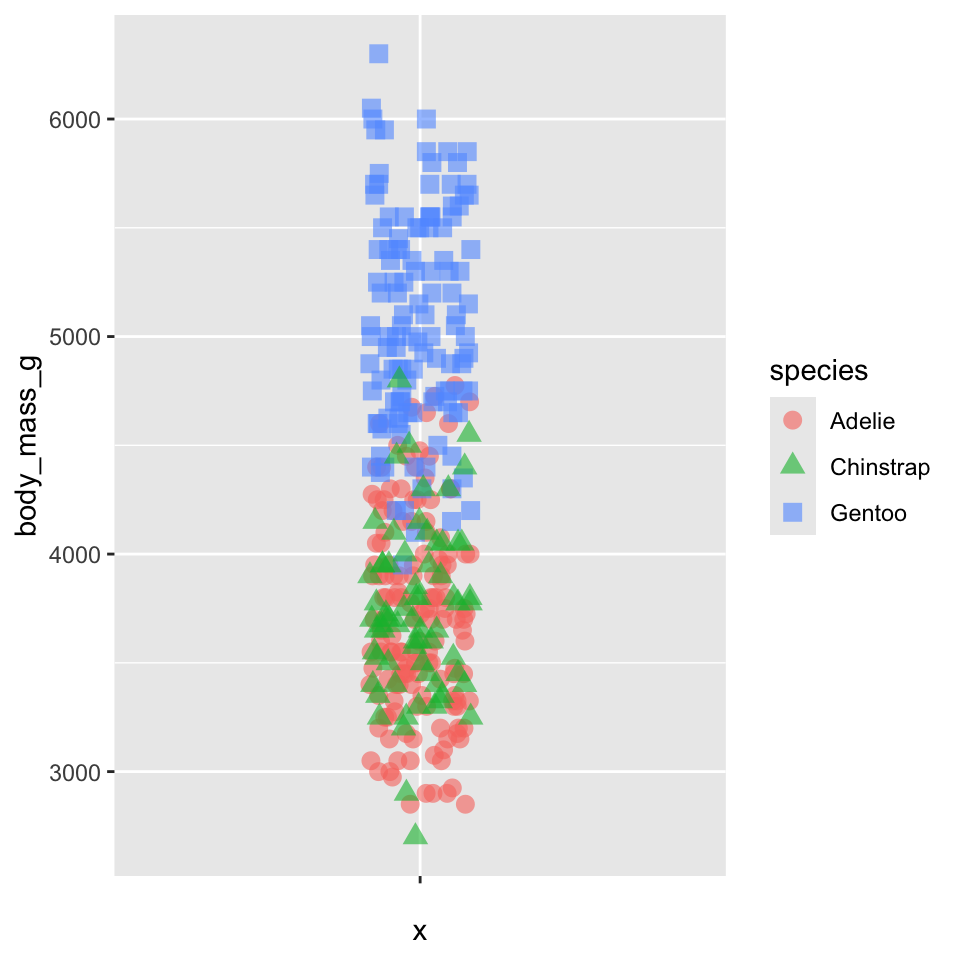 6000
5000
4000
3000
body_mass_g
x
species
Adelie
Chinstrap
Gentoo